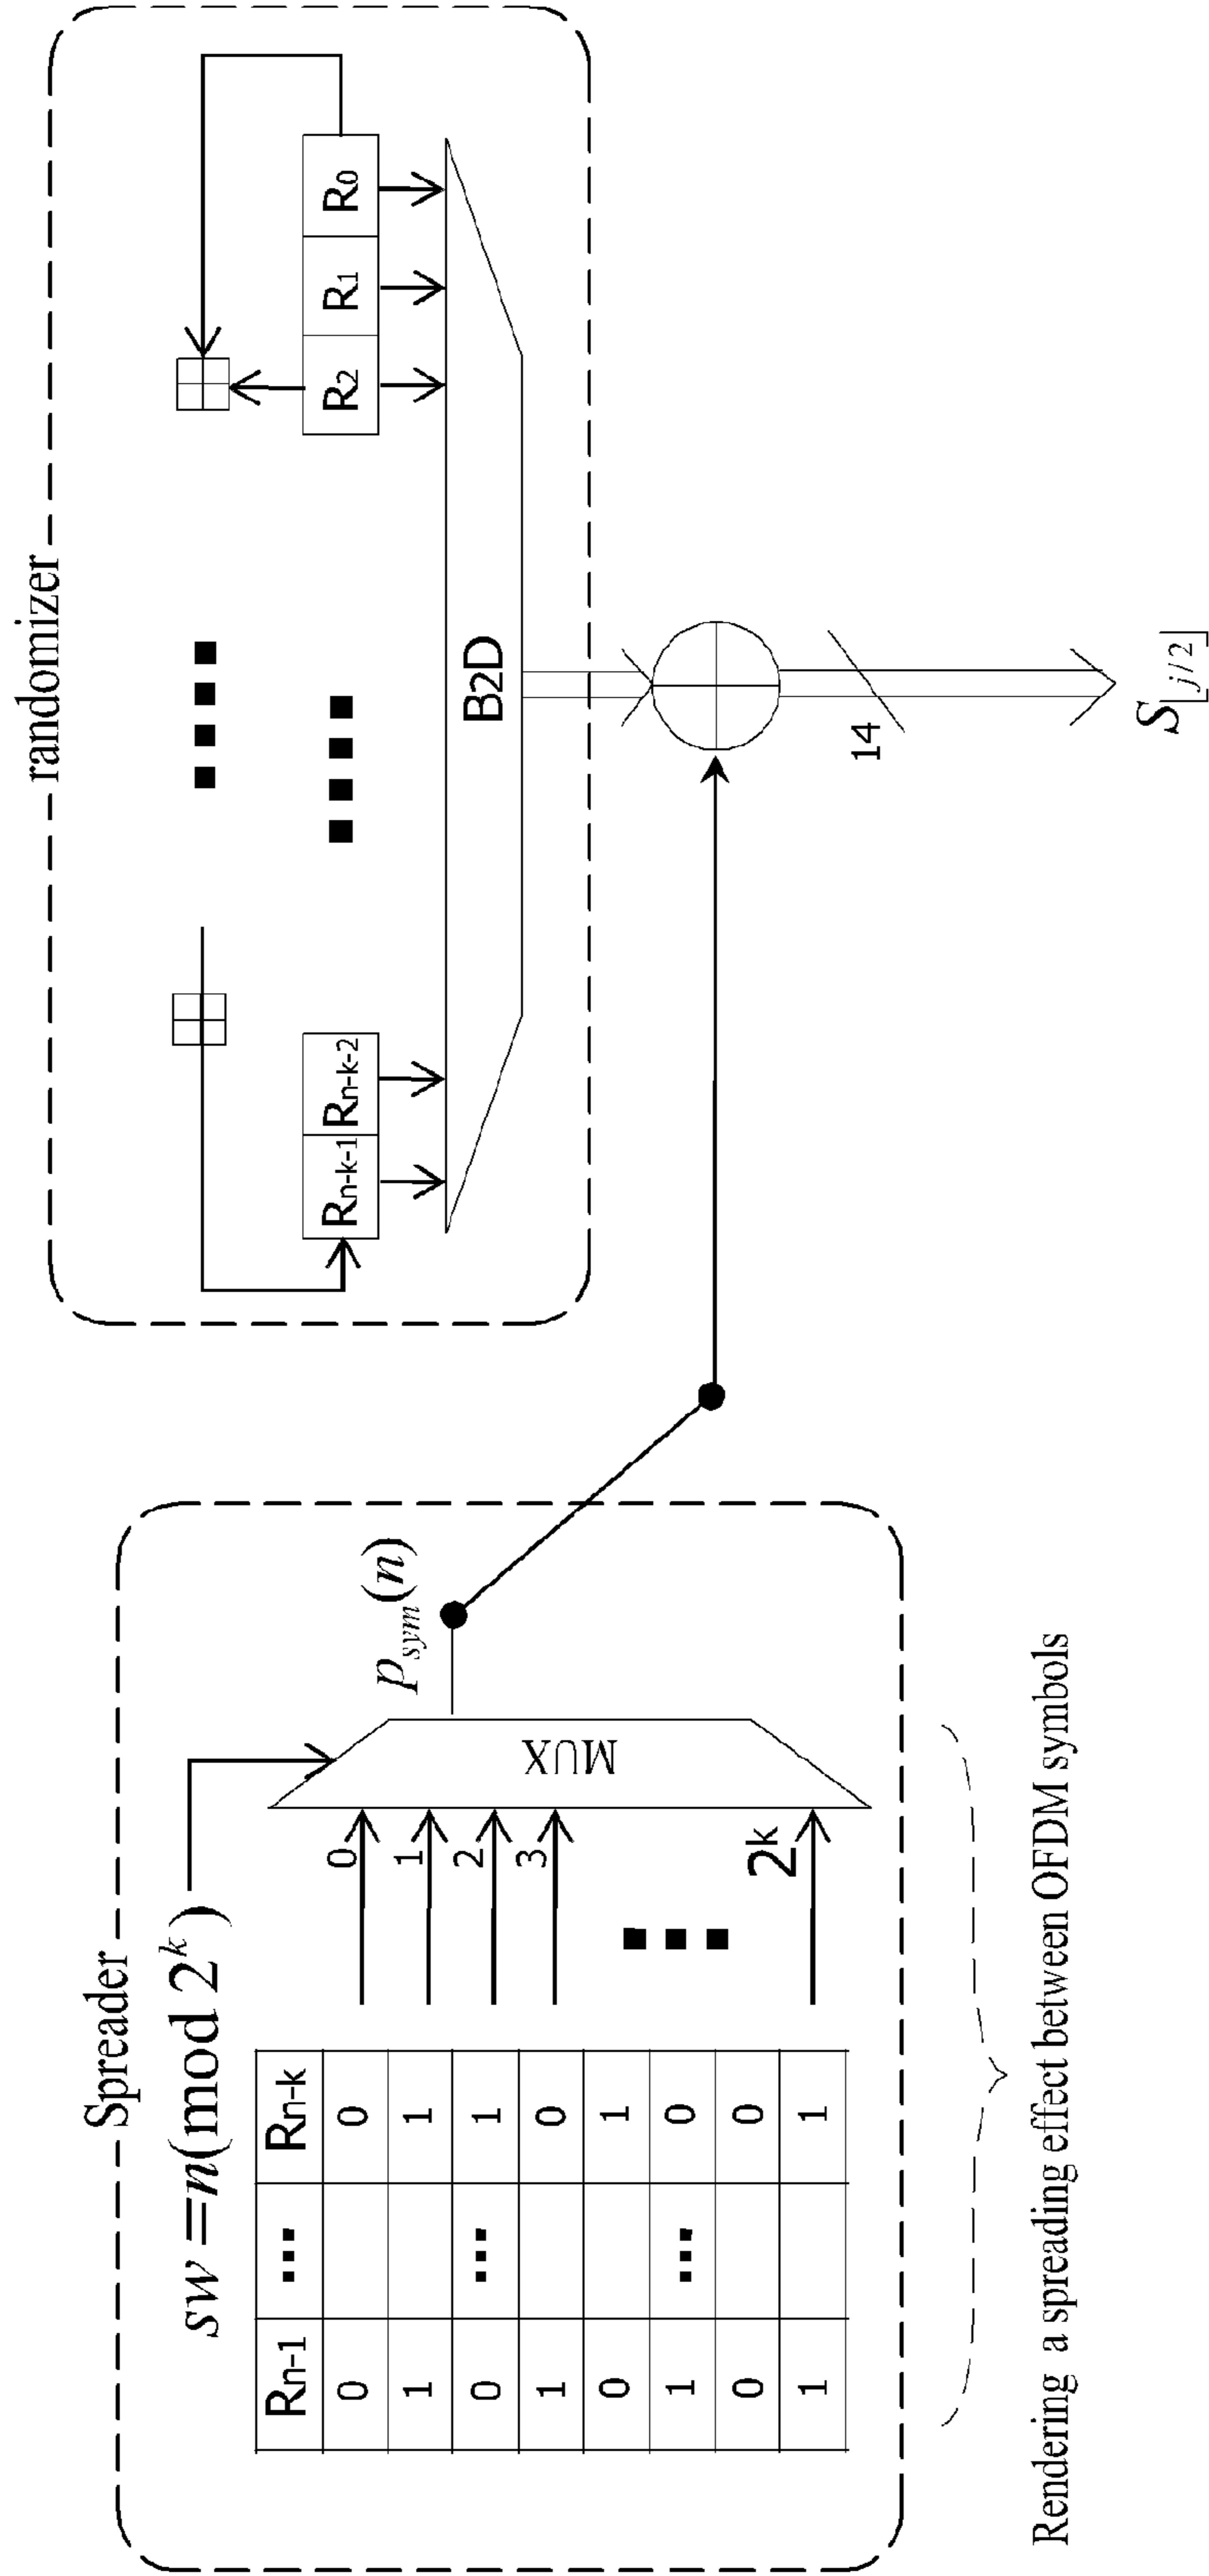 Spreader
sw=n(mod 2^k)
Rn-1 ... Rn-k
0 0
1 1
0 ... 1
1 0
0 1
1 ... 0
0 0
1 1
0
1
2
3
2^k
MUX
P_sym(n)
Rendering a spreading effect between OFDM symbols
randomizer
Rn-k-1 Rn-k-2 R2 R1 R0
B2D
14
S⌊j/2⌋